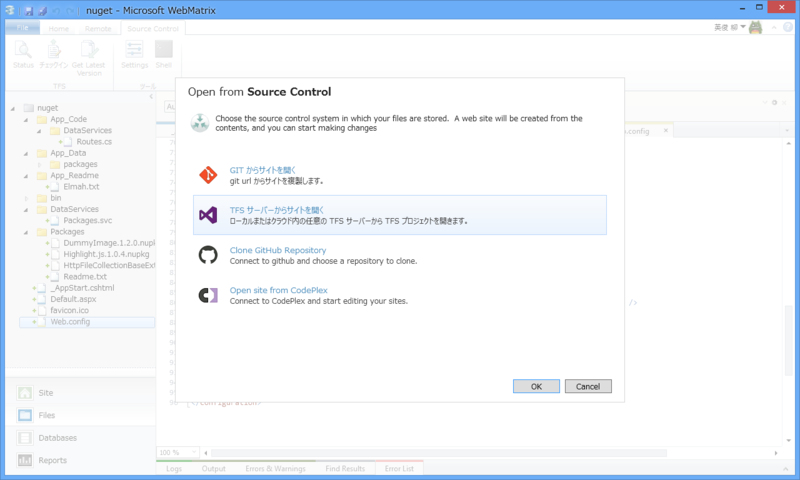 nuget - Microsoft WebMatrix
Home
Remote
Source Control
Status
チェックイン
Get Latest Version
Settings
Shell
TFS
ツール
nuget
App_Code
DataServices
Routes.cs
App_Data
packages
App_Readme
Elmah.txt
bin
DataServices
Packages.svc
Packages
DummyImage.1.2.0.nupl
Highlight.js.1.0.4.nupkg
HttpFileCollectionBaseExt
Readme.txt
_AppStart.cshtml
Default.aspx
favicon.ico
Web.config
Site
Files
Databases
Reports
Open from Source Control
Choose the source control system in which your files are stored. A web site will be created from the
contents, and you can start making changes
GIT からサイトを開く
git url からサイトを複製します。
TFS サーバーからサイトを開く
ローカルまたはクラウド内の任意の TFS サーバーから TFS プロジェクトを開きます。
Clone GitHub Repository
Connect to github and choose a repository to clone.
Open site from CodePlex
Connect to CodePlex and start editing your sites.
OK
Cancel
/>
100 %
Logs
Output
Errors & Warnings
Find Results
Error List